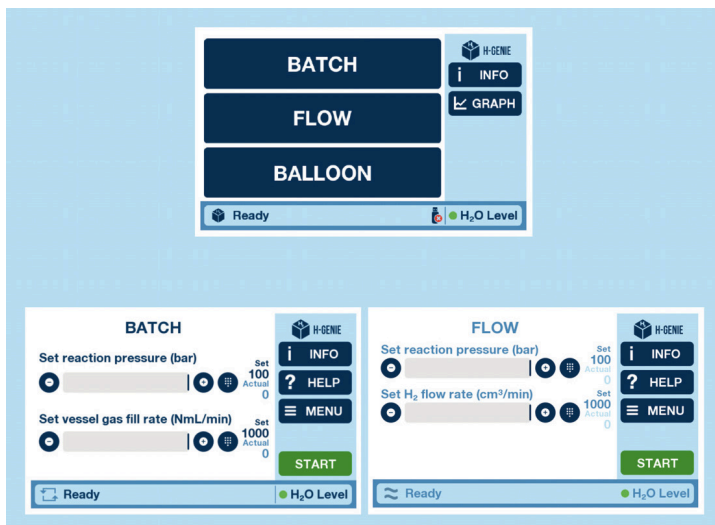 BATCH
FLOW
BALLOON
H-GENIE
i INFO
GRAPH
Ready
H₂O Level
BATCH
Set reaction pressure (bar)
Set
100
Actual
0
Set vessel gas fill rate (NmL/min)
Set
1000
Actual
0
H-GENIE
i INFO
? HELP
MENU
START
Ready
H₂O Level
FLOW
Set reaction pressure (bar)
Set
100
Actual
0
Set H₂ flow rate (cm³/min)
Set
1000
Actual
0
H-GENIE
i INFO
? HELP
MENU
START
Ready
H₂O Level